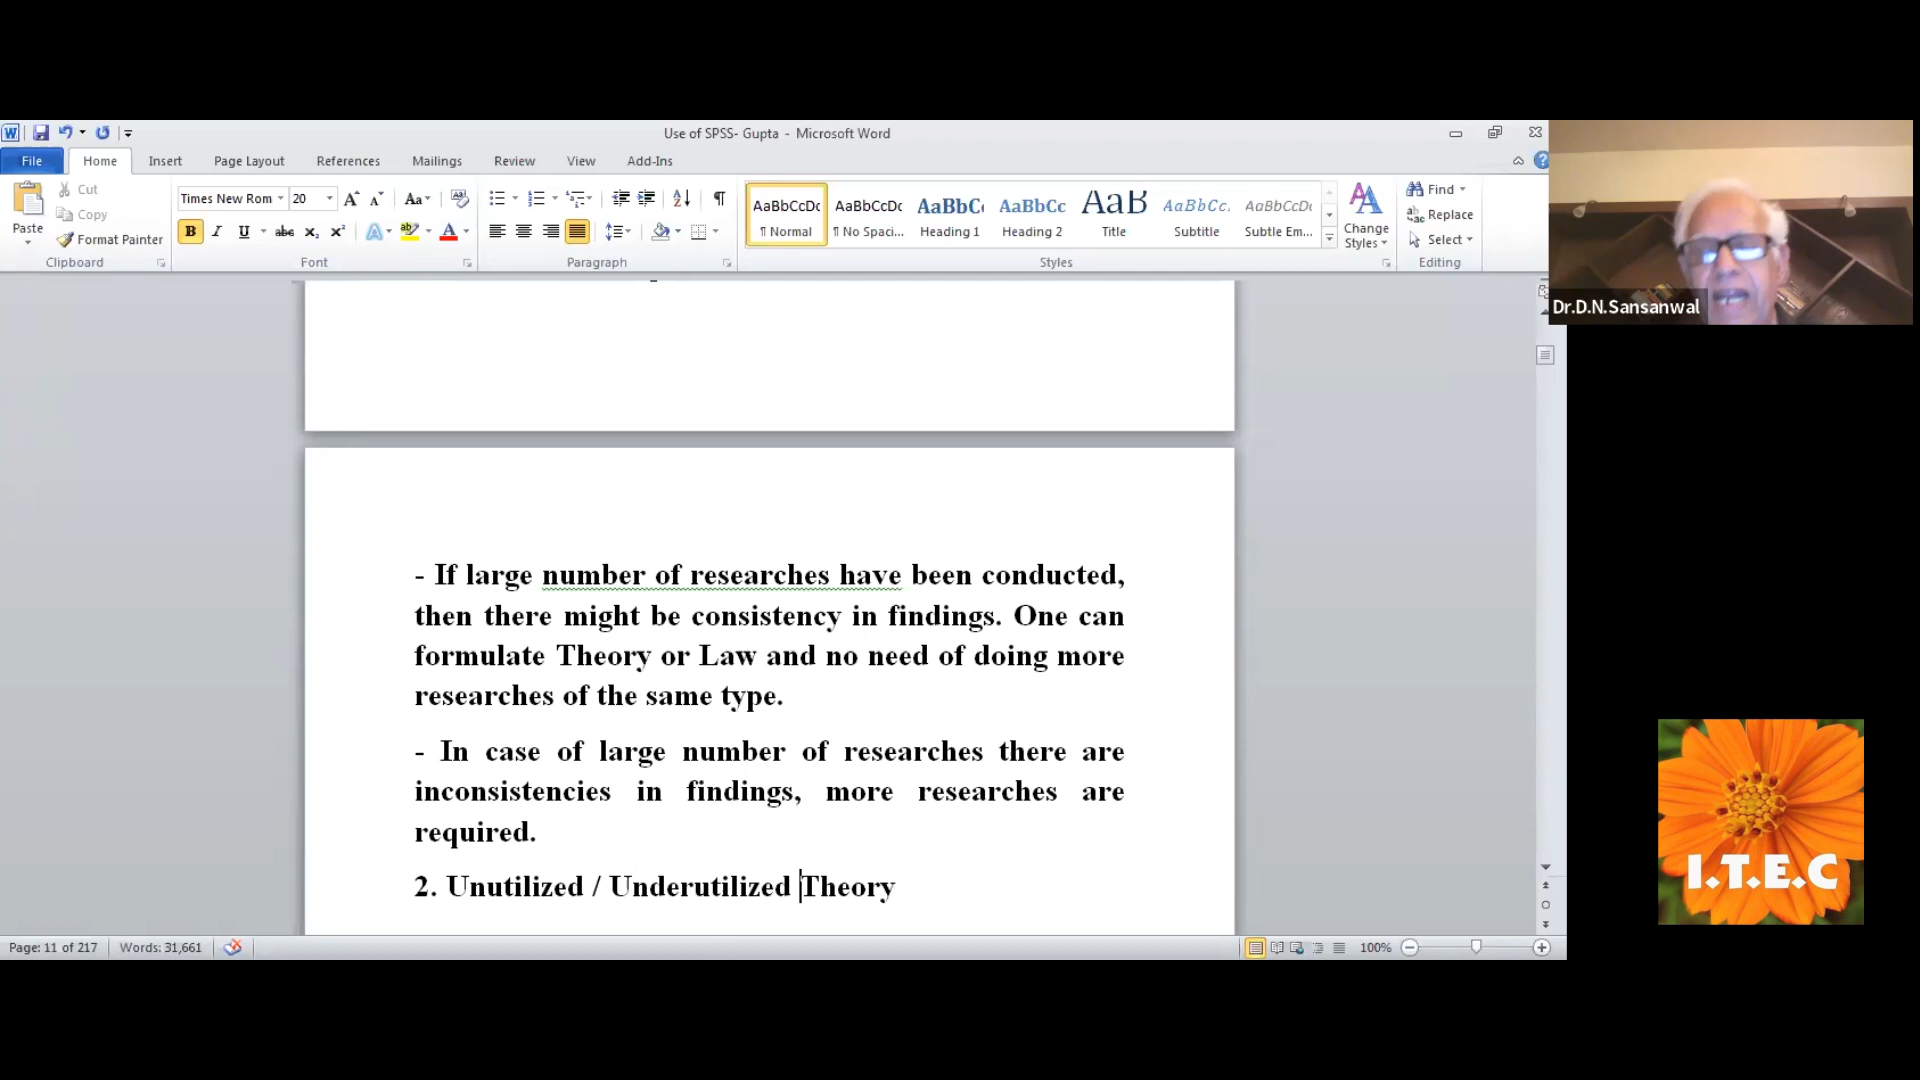 Use of SPSS- Gupta - Microsoft Word
File Home Insert Page Layout References Mailings Review View Add-Ins
Paste
Cut
Copy
Format Painter
Clipboard
Times New Rom 20
Font
Paragraph
AaBbCcDc AaBbCcDc AaBbC AaBbCc AaB AaBbCc. AaBbCcDc
¶ Normal ¶ No Spaci... Heading 1 Heading 2 Title Subtitle Subtle Em...
Change
Styles
Styles
Find
Replace
Select
Editing
Dr.D.N.Sansanwal
- If large number of researches have been conducted,
then there might be consistency in findings. One can
formulate Theory or Law and no need of doing more
researches of the same type.
- In case of large number of researches there are
inconsistencies in findings, more researches are
required.
2. Unutilized / Underutilized Theory
I.T.E.C
Page: 11 of 217 Words: 31,661
100%